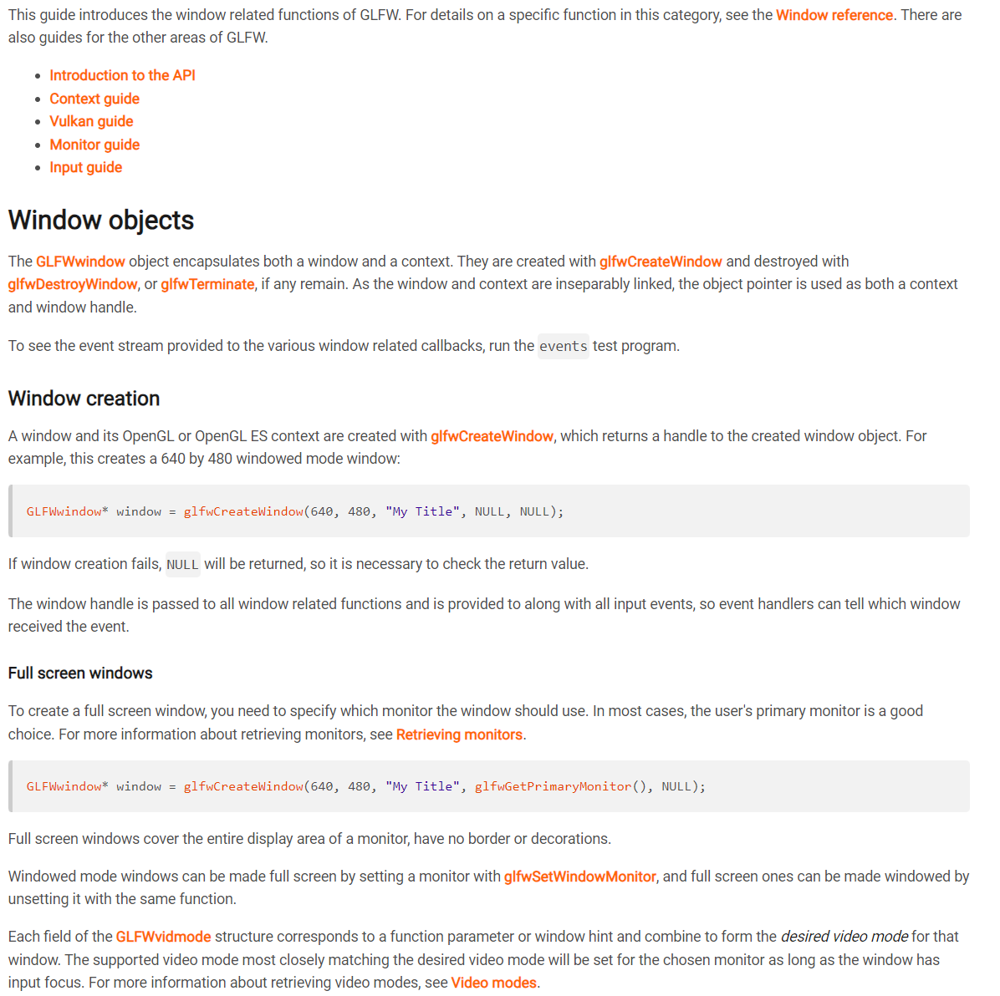 This guide introduces the window related functions of GLFW. For details on a specific function in this category, see the Window reference. There are
also guides for the other areas of GLFW.
• Introduction to the API
• Context guide
• Vulkan guide
• Monitor guide
• Input guide
Window objects
The GLFWwindow object encapsulates both a window and a context. They are created with glfwCreateWindow and destroyed with
glfwDestroyWindow, or glfwTerminate, if any remain. As the window and context are inseparably linked, the object pointer is used as both a context
and window handle.
To see the event stream provided to the various window related callbacks, run the events test program.
Window creation
A window and its OpenGL or OpenGL ES context are created with glfwCreateWindow, which returns a handle to the created window object. For
example, this creates a 640 by 480 windowed mode window:
GLFWwindow* window = glfwCreateWindow(640, 480, "My Title", NULL, NULL);
If window creation fails, NULL will be returned, so it is necessary to check the return value.
The window handle is passed to all window related functions and is provided to along with all input events, so event handlers can tell which window
received the event.
Full screen windows
To create a full screen window, you need to specify which monitor the window should use. In most cases, the user's primary monitor is a good
choice. For more information about retrieving monitors, see Retrieving monitors.
GLFWwindow* window = glfwCreateWindow(640, 480, "My Title", glfwGetPrimaryMonitor(), NULL);
Full screen windows cover the entire display area of a monitor, have no border or decorations.
Windowed mode windows can be made full screen by setting a monitor with glfwSetWindowMonitor, and full screen ones can be made windowed by
unsetting it with the same function.
Each field of the GLFWvidmode structure corresponds to a function parameter or window hint and combine to form the desired video mode for that
window. The supported video mode most closely matching the desired video mode will be set for the chosen monitor as long as the window has
input focus. For more information about retrieving video modes, see Video modes.